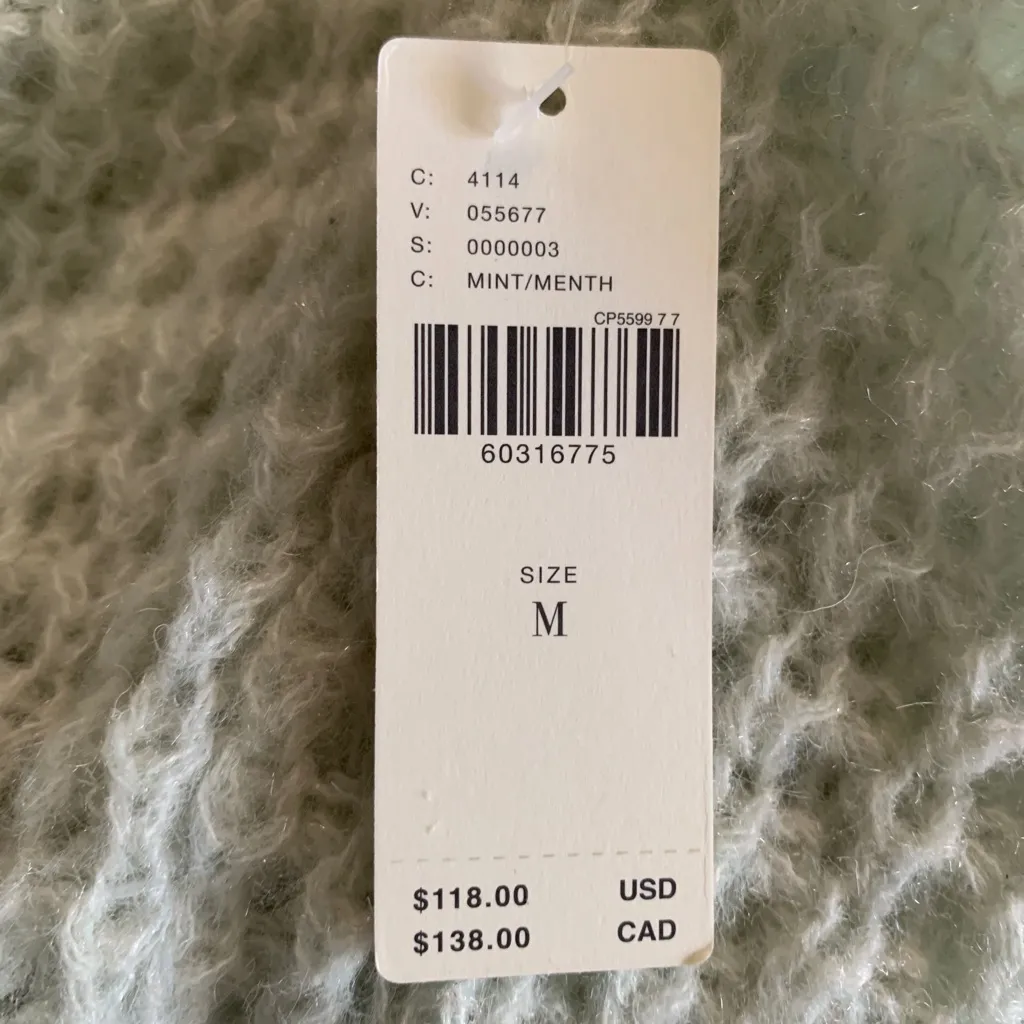 C: 4114
V: 055677
S: 0000003
C: MINT/MENTH
CP5599 7 7
60316775
SIZE
M
$118.00 USD
$138.00 CAD